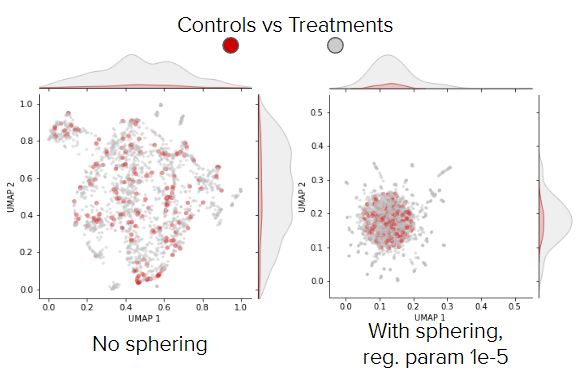 Controls vs Treatments
1.0
0.8
0.6
0.4
0.2
0.0
UMAP 2
0.0 0.2 0.4 0.6 0.8 1.0
UMAP 1
No sphering
0.5
0.4
0.3
0.2
0.1
0.0
UMAP 2
0.0 0.1 0.2 0.3 0.4 0.5
UMAP 1
With sphering,
reg. param 1e-5